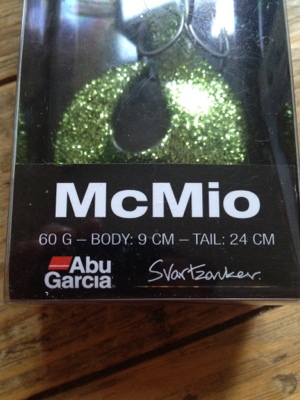 McMio
60 G – BODY: 9 CM – TAIL: 24 CM
Abu
Garcia
Svartzonker